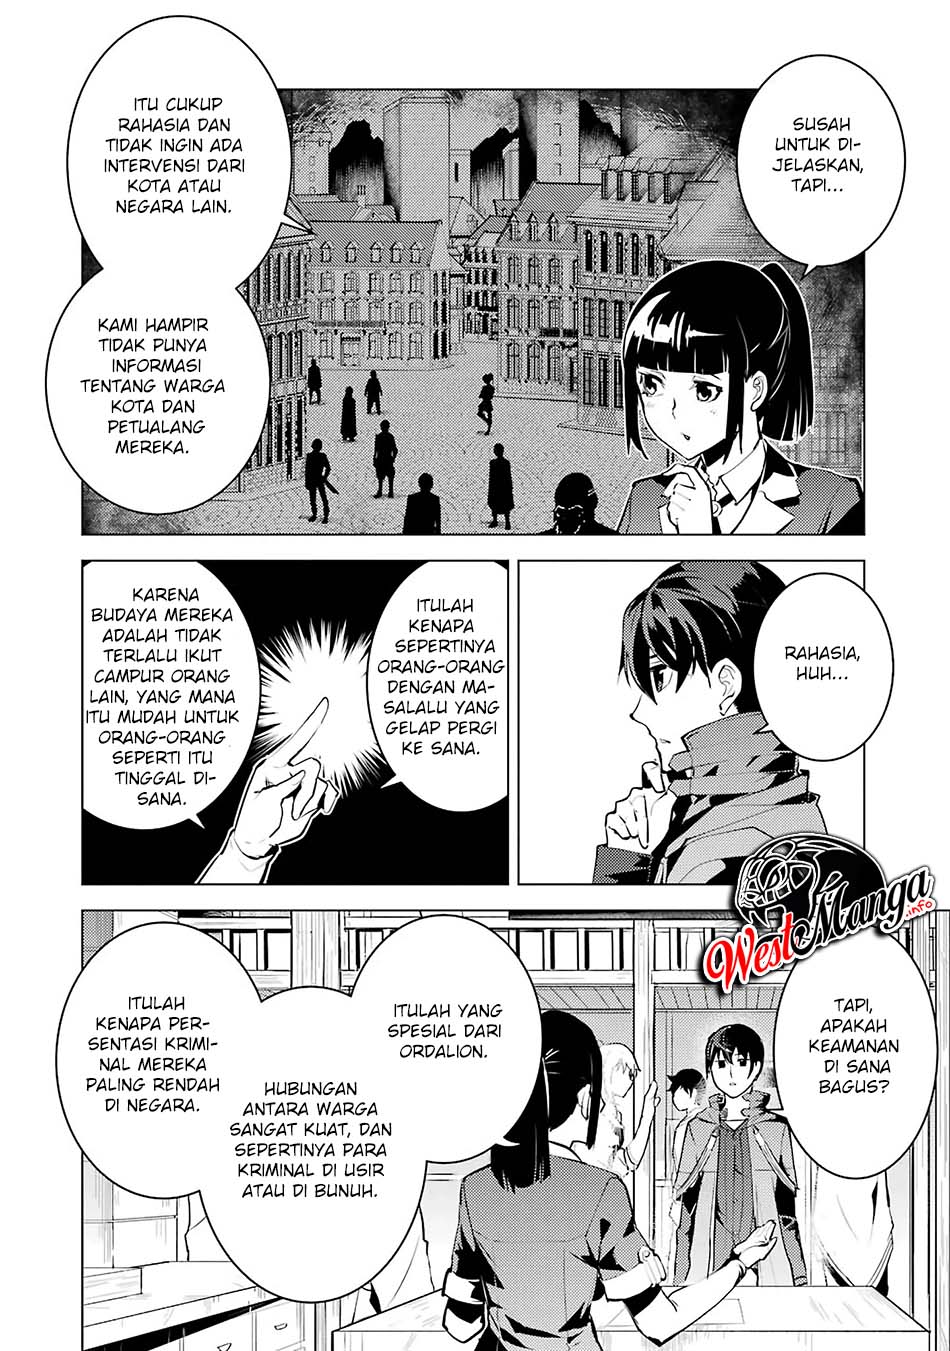 SUSAH
UNTUK DI-
JELASKAN,
TAPI...
ITU CUKUP
RAHASIA DAN
TIDAK INGIN ADA
INTERVENSI DARI
KOTA ATAU
NEGARA LAIN.
KAMI HAMPIR
TIDAK PUNYA
INFORMASI
TENTANG WARGA
KOTA DAN
PETUALANG
MEREKA.
RAHASIA,
HUH...
ITULAH
KENAPA
SEPERTINYA
ORANG-ORANG
DENGAN MA-
SALALU YANG
GELAP PERGI
KE SANA.
KARENA
BUDAYA MEREKA
ADALAH TIDAK
TERLALU IKUT
CAMPUR ORANG
LAIN, YANG MANA
ITU MUDAH UNTUK
ORANG-ORANG
SEPERTI ITU
TINGGAL DI-
SANA.
WestManga
.info
TAPI,
APAKAH
KEAMANAN
DI SANA
BAGUS?
ITULAH YANG
SPESIAL DARI
ORDALION.
HUBUNGAN
ANTARA WARGA
SANGAT KUAT, DAN
SEPERTINYA PARA
KRIMINAL DI USIR
ATAU DI BUNUH.
ITULAH
KENAPA PER-
SENTASI KRIMI-
NAL MEREKA
PALING RENDAH
DI NEGARA.